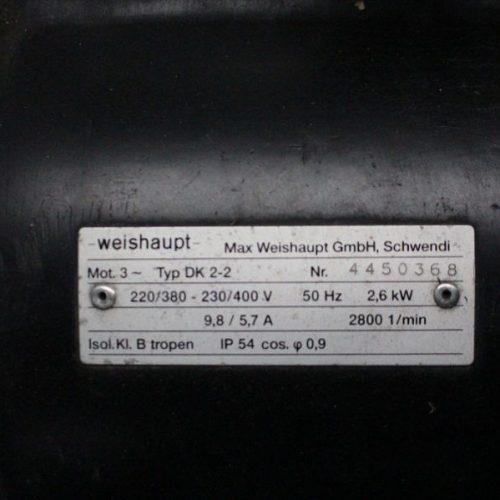 -weishaupt- Max Weishaupt GmbH, Schwendi
Mot. 3~ Typ DK 2-2 Nr. 4450368
220/380 - 230/400 V 50 Hz 2,6 kW
9,8 / 5,7 A 2800 1/min
Isol.Kl. B tropen IP 54 cos. φ 0,9